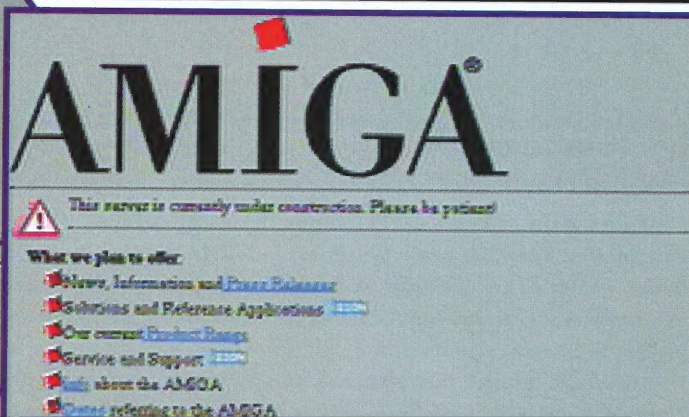 AMIGA®
This server is currently under construction. Please be patient!
What we plan to offer:
News, Information and Press Releases
Solutions and Reference Applications
Our current Product Range
Service and Support
Info about the AMIGA
referring to the AMIGA